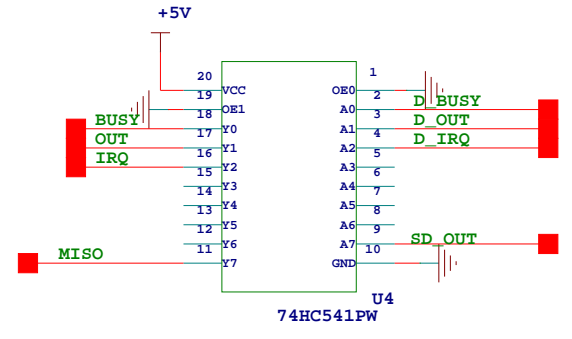 +5V
20 VCC OE0 1
19 OE1 A0 2 D_BUSY
BUSY 18 Y0 A1 3 D_OUT
OUT 17 Y1 A2 4 D_IRQ
IRQ 16 Y2 A3 5
15 Y3 A4 6
14 Y4 A5 7
13 Y5 A6 8
12 Y6 A7 9 SD_OUT
MISO 11 Y7 GND 10
U4
74HC541PW